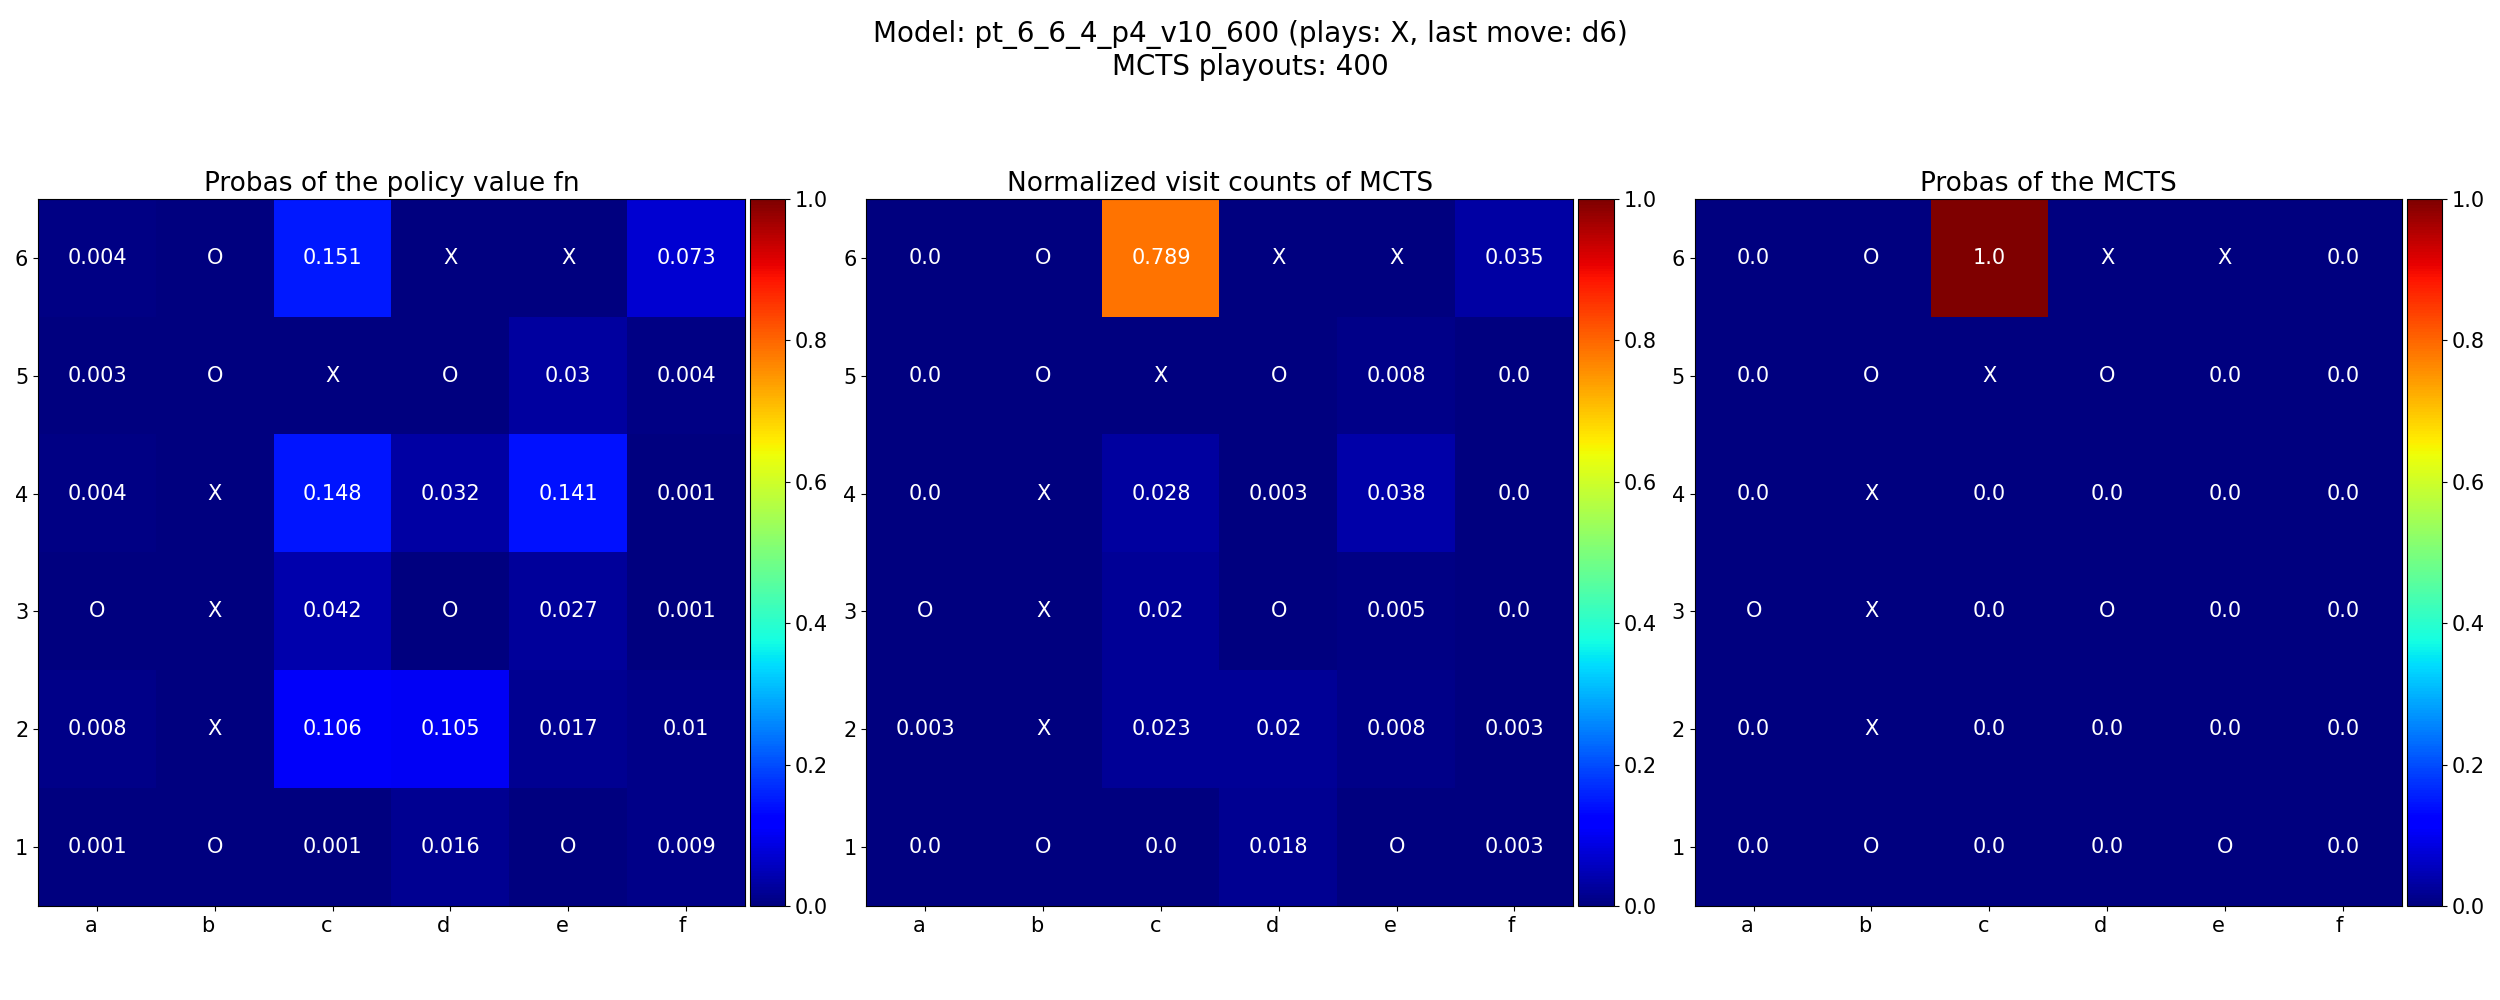 Model: pt_6_6_4_p4_v10_600 (plays: X, last move: d6)
MCTS playouts: 400
Probas of the policy value fn
1.0
0.8
0.6
0.4
0.2
0.0
6 0.004 O 0.151 X X 0.073
5 0.003 O X O 0.03 0.004
4 0.004 X 0.148 0.032 0.141 0.001
3 O X 0.042 O 0.027 0.001
2 0.008 X 0.106 0.105 0.017 0.01
1 0.001 O 0.001 0.016 O 0.009
a b c d e f
Normalized visit counts of MCTS
1.0
0.8
0.6
0.4
0.2
0.0
6 0.0 O 0.789 X X 0.035
5 0.0 O X O 0.008 0.0
4 0.0 X 0.028 0.003 0.038 0.0
3 O X 0.02 O 0.005 0.0
2 0.003 X 0.023 0.02 0.008 0.003
1 0.0 O 0.0 0.018 O 0.003
a b c d e f
Probas of the MCTS
1.0
0.8
0.6
0.4
0.2
0.0
6 0.0 O 1.0 X X 0.0
5 0.0 O X O 0.0 0.0
4 0.0 X 0.0 0.0 0.0 0.0
3 O X 0.0 O 0.0 0.0
2 0.0 X 0.0 0.0 0.0 0.0
1 0.0 O 0.0 0.0 O 0.0
a b c d e f